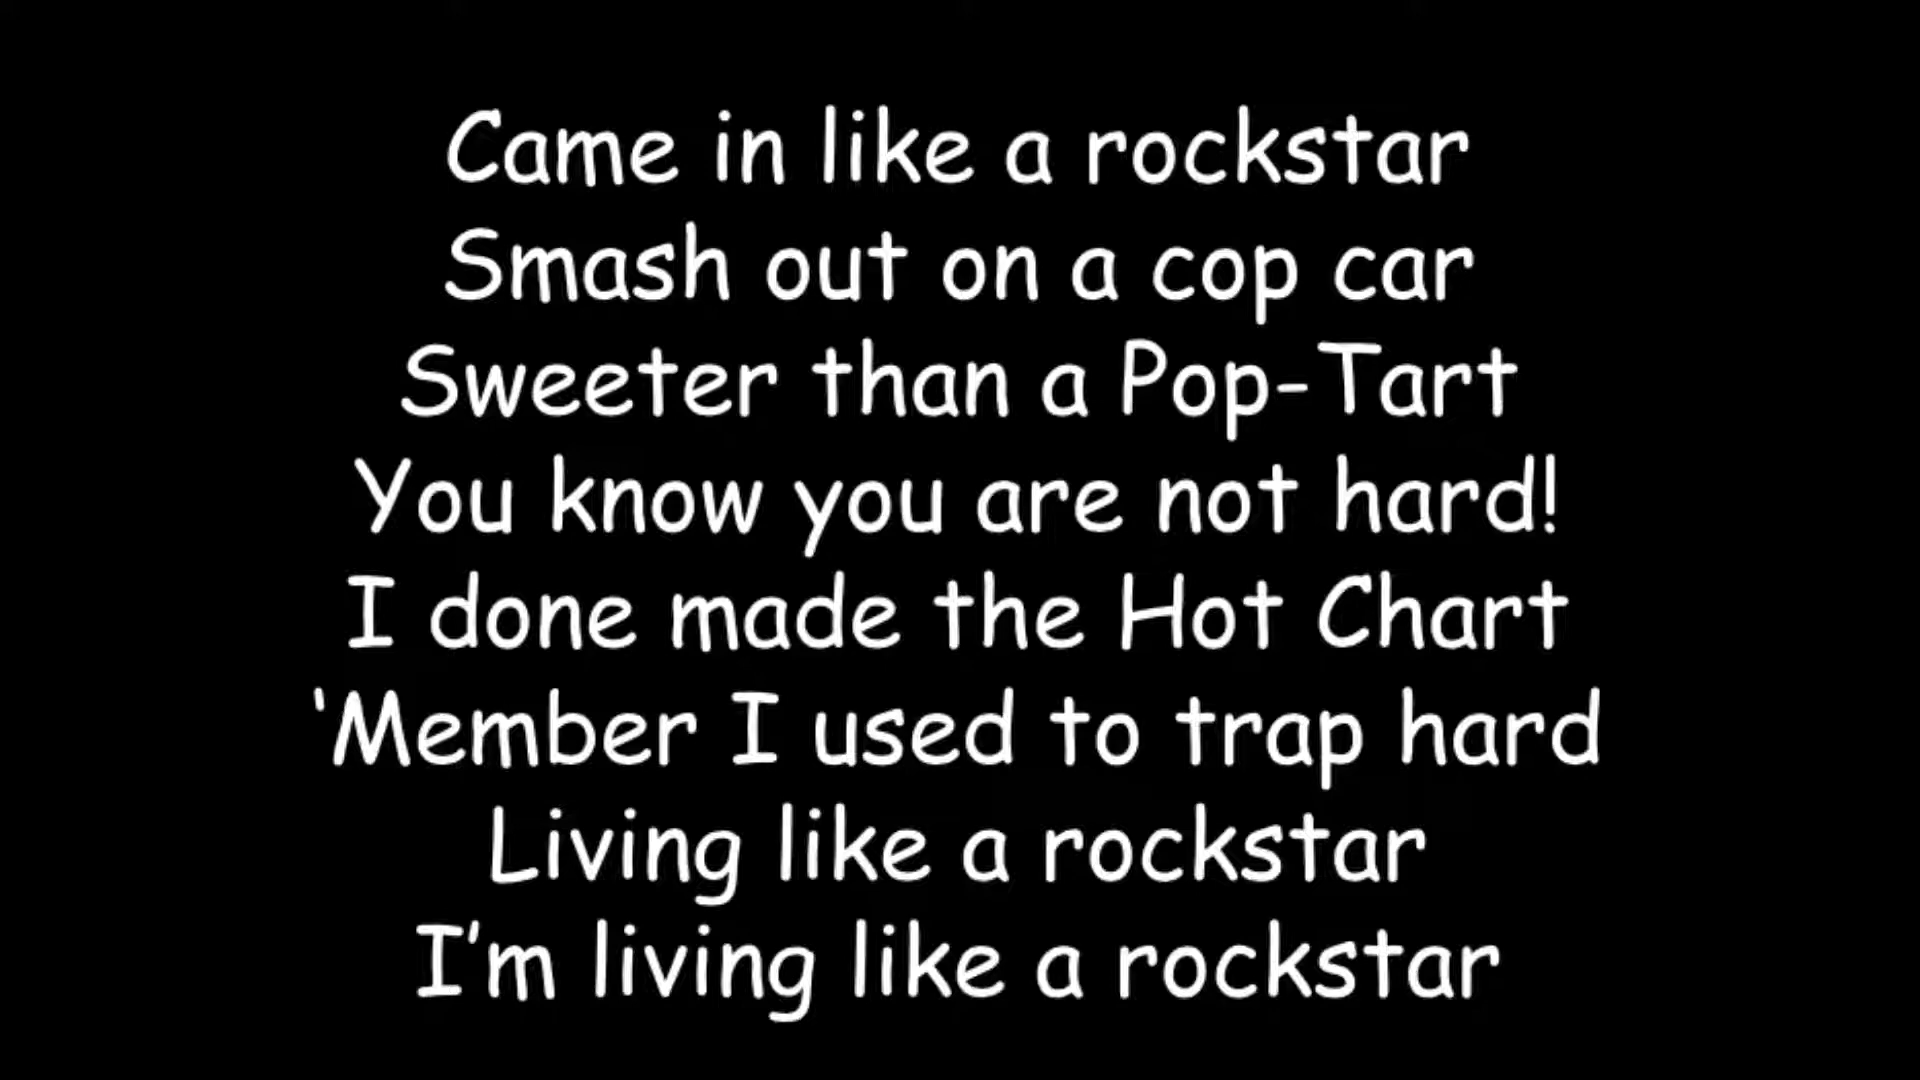 Came in like a rockstar
Smash out on a cop car
Sweeter than a Pop-Tart
You know you are not hard!
I done made the Hot Chart
‘Member I used to trap hard
Living like a rockstar
I’m living like a rockstar